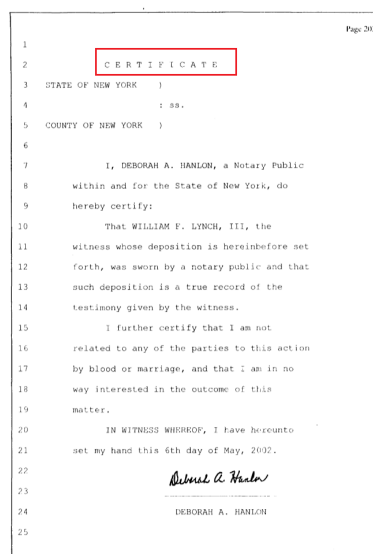 Page 20
1
2 C E R T I F I C A T E
3 STATE OF NEW YORK )
4 : ss.
5 COUNTY OF NEW YORK )
6
7 I, DEBORAH A. HANLON, a Notary Public
8 within and for the State of New York, do
9 hereby certify:
10 That WILLIAM F. LYNCH, III, the
11 witness whose deposition is hereinbefore set
12 forth, was sworn by a notary public and that
13 such deposition is a true record of the
14 testimony given by the witness.
15 I further certify that I am not
16 related to any of the parties to this action
17 by blood or marriage, and that I am in no
18 way interested in the outcome of this
19 matter.
20 IN WITNESS WHEREOF, I have hereunto
21 set my hand this 6th day of May, 2002.
22 Deborah A. Hanlon
23
24 DEBORAH A. HANLON
25